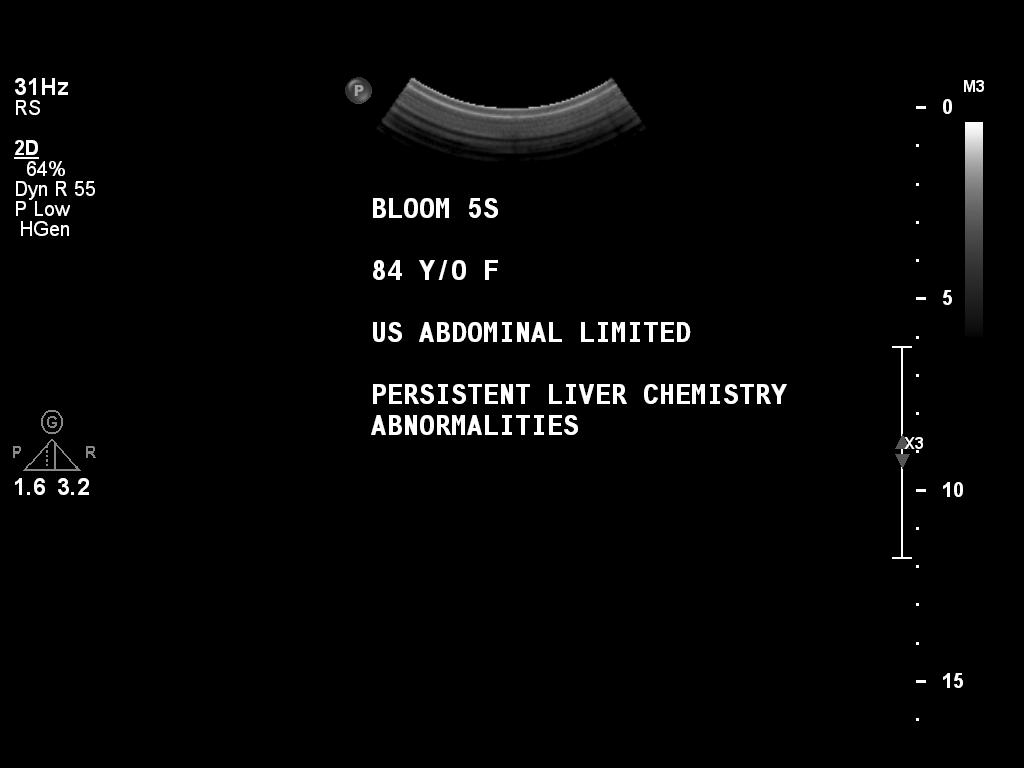 31Hz
RS
2D
64%
Dyn R 55
P Low
HGen
P
BLOOM 5S
84 Y/O F
US ABDOMINAL LIMITED
PERSISTENT LIVER CHEMISTRY
ABNORMALITIES
G
P R
1.6 3.2
M3
0
5
X3
10
15